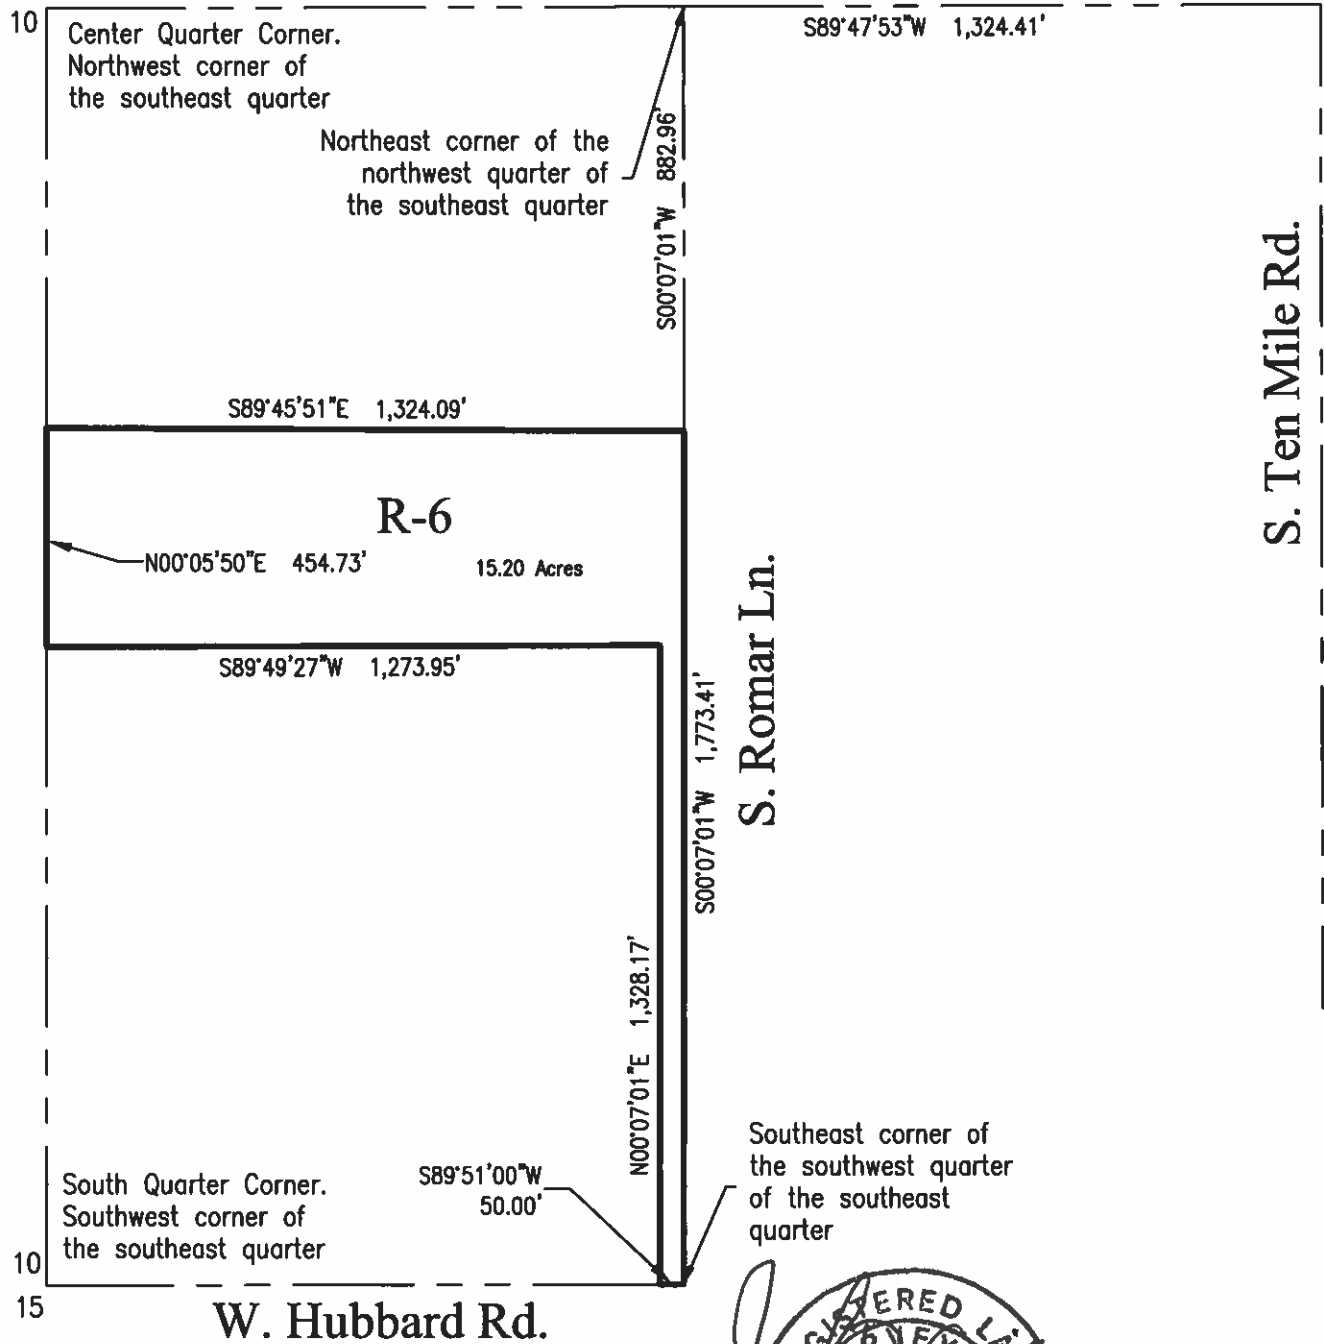 10
Center Quarter Corner.
Northwest corner of
the southeast quarter
S89°47'53"W 1,324.41'
Northeast corner of the
northwest quarter of
the southeast quarter
S00°07'01"W 882.96'
S. Ten Mile Rd.
S89°45'51"E 1,324.09'
R-6
N00°05'50"E 454.73'
15.20 Acres
S89°49'27"W 1,273.95'
S. Romar Ln.
S00°07'01"W 1,773.41'
N00°07'01"E 1,328.17'
Southeast corner of
the southwest quarter
of the southeast
quarter
South Quarter Corner.
Southwest corner of
the southeast quarter
S89°51'00"W
50.00'
10
15
W. Hubbard Rd.